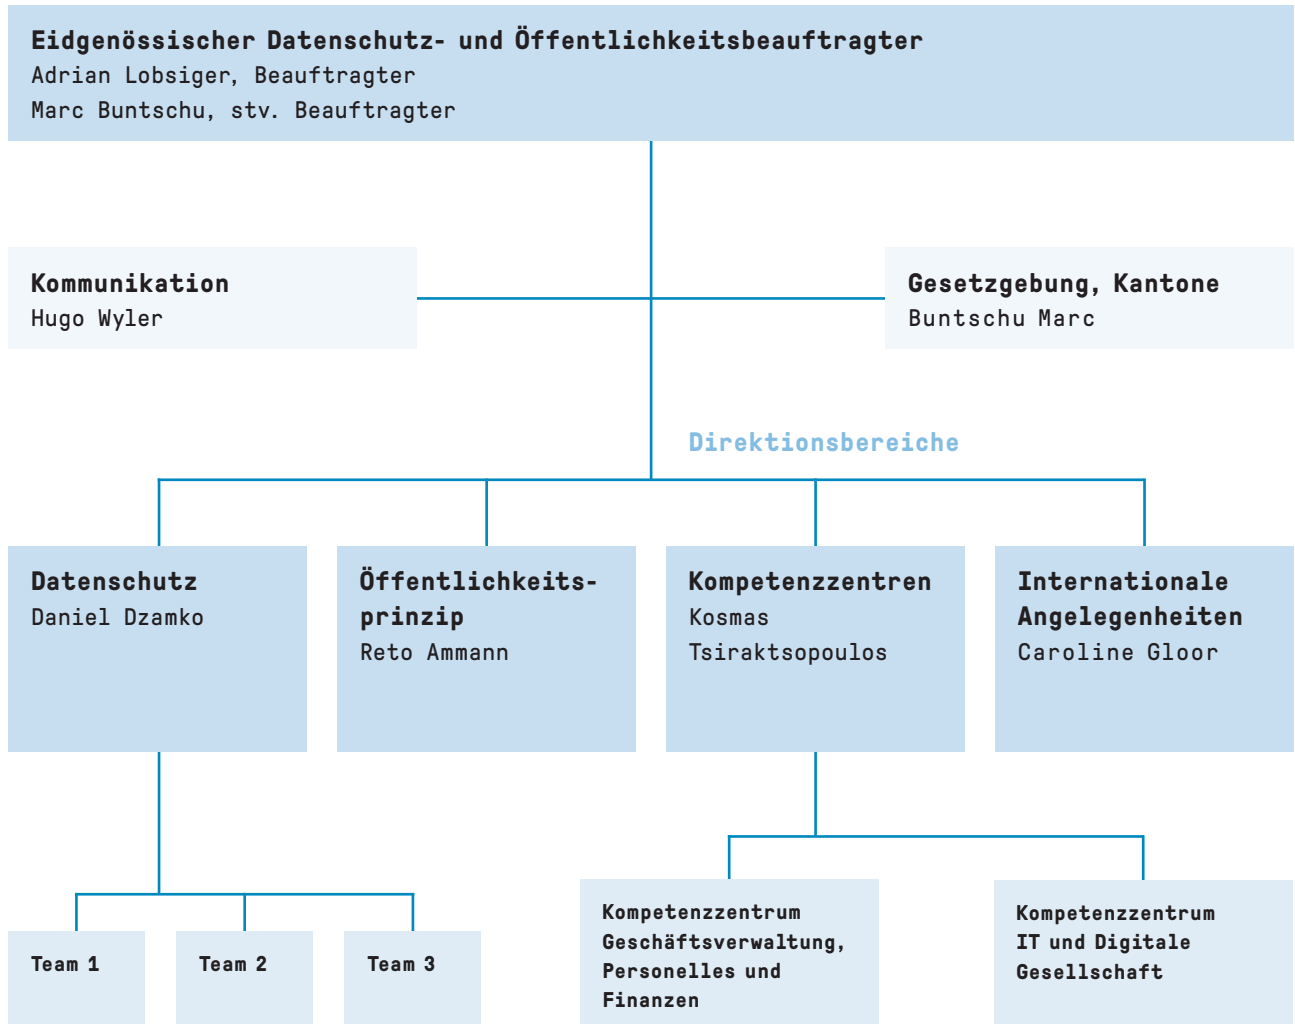 Eidgenössischer Datenschutz- und Öffentlichkeitsbeauftragter
Adrian Lobsiger, Beauftragter
Marc Buntschu, stv. Beauftragter
Kommunikation
Hugo Wyler
Gesetzgebung, Kantone
Buntschu Marc
Direktionsbereiche
Datenschutz
Daniel Dzamko
Öffentlichkeits-
prinzip
Reto Ammann
Kompetenzzentren
Kosmas
Tsiraktsopoulos
Internationale
Angelegenheiten
Caroline Gloor
Team 1
Team 2
Team 3
Kompetenzzentrum
Geschäftsverwaltung,
Personelles und
Finanzen
Kompetenzzentrum
IT und Digitale
Gesellschaft